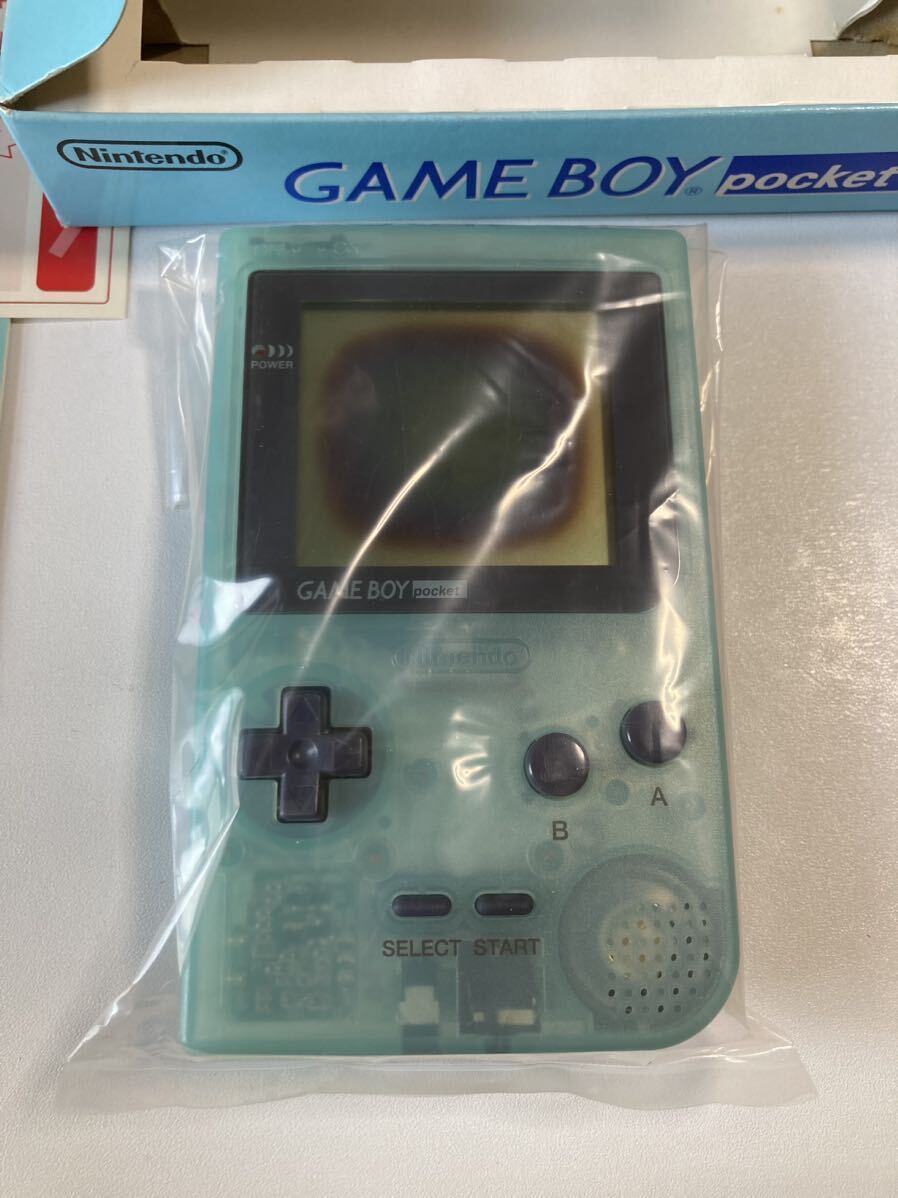 Nintendo
GAME BOY® pocket
POWER
GAME BOY pocket
Nintendo
A
B
SELECT START